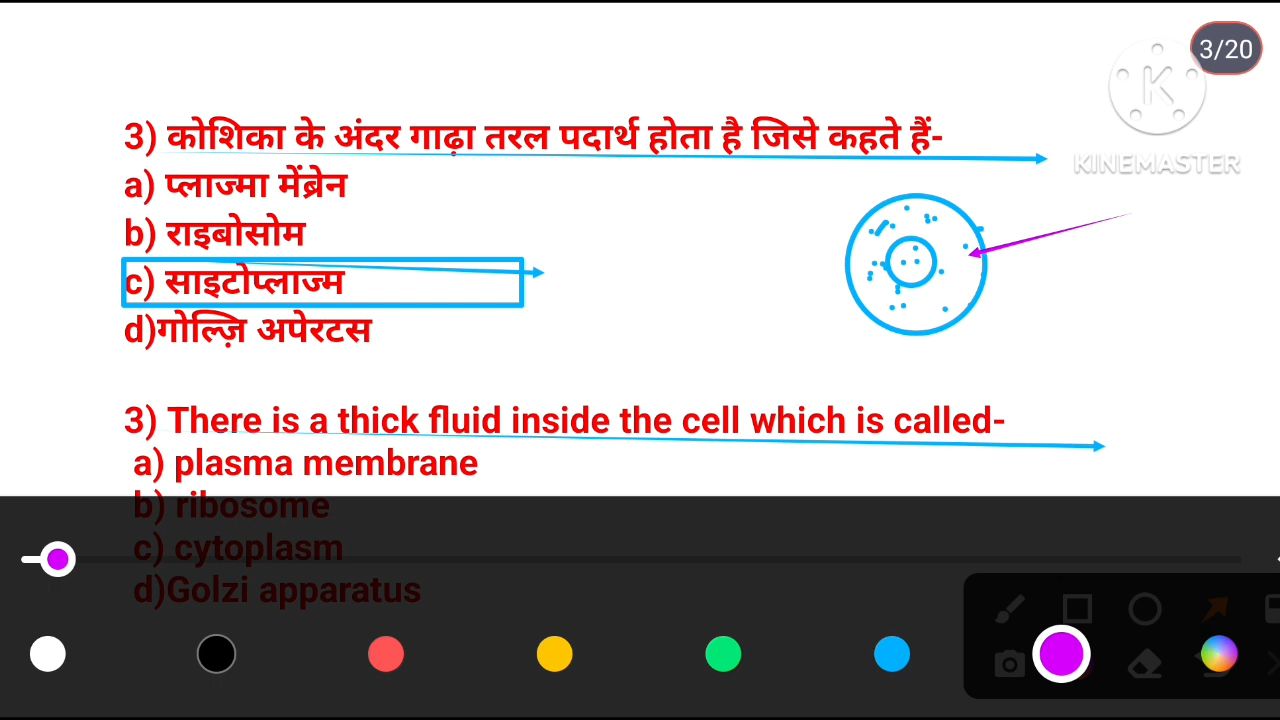 3/20
KINEMASTER
3) कोशिका के अंदर गाढ़ा तरल पदार्थ होता है जिसे कहते हैं-
a) प्लाज्मा मेंब्रेन
b) राइबोसोम
c) साइटोप्लाज्म
d)गोल्ज़ि अपेरटस
3) There is a thick fluid inside the cell which is called-
a) plasma membrane
b) ribosome
c) cytoplasm
d)Golzi apparatus